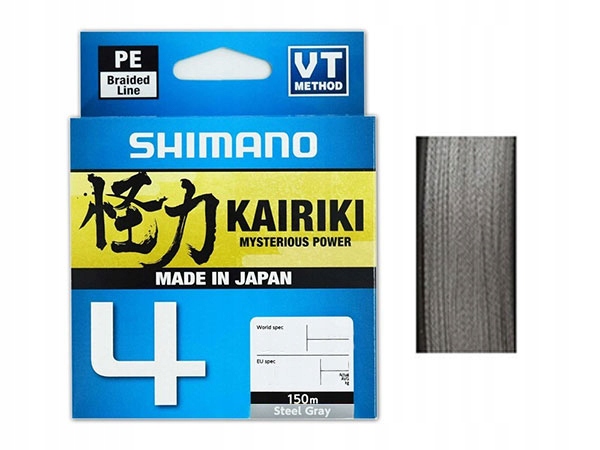 PE
Braided
Line
VT
METHOD
SHIMANO
怪力 KAIRIKI
MYSTERIOUS POWER
MADE IN JAPAN
4
World spec
EU spec
150m
Steel Gray